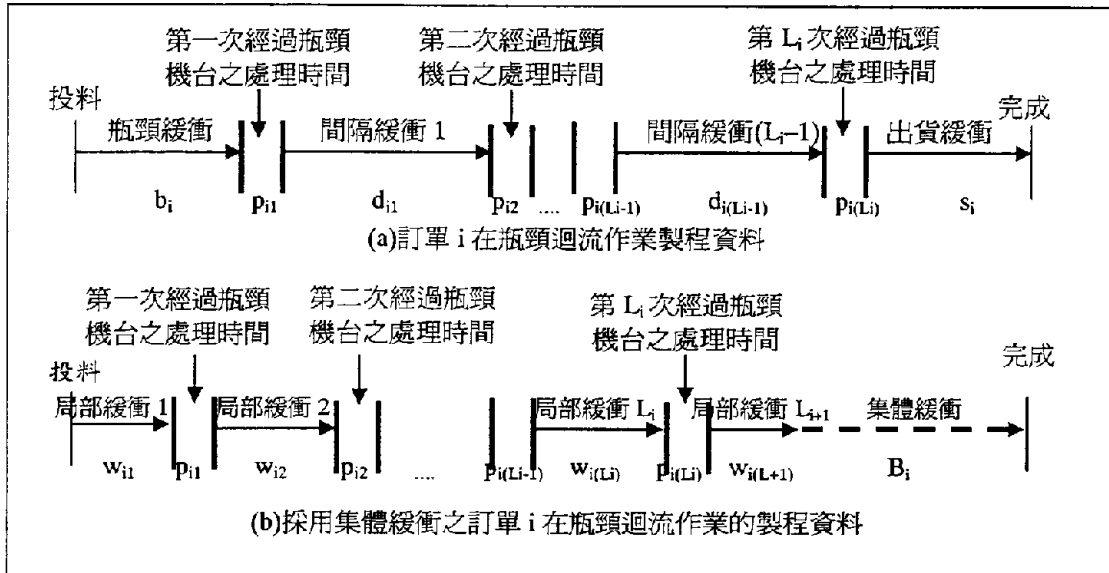 第一次經過瓶頸
機台之處理時間
第二次經過瓶頸
機台之處理時間
第 Li 次經過瓶頸
機台之處理時間
投料
完成
瓶頸緩衝
間隔緩衝 1
間隔緩衝(Li-1)
出貨緩衝
bi pi1 di1 pi2 .... pi(Li-1) di(Li-1) pi(Li) si
(a)訂單 i 在瓶頸迴流作業製程資料
第一次經過瓶頸
機台之處理時間
第二次經過瓶頸
機台之處理時間
第 Li 次經過瓶頸
機台之處理時間
投料
完成
局部緩衝 1
局部緩衝 2
局部緩衝 Li
局部緩衝 Li+1
集體緩衝
wi1 pi1 wi2 pi2 .... pi(Li-1) wi(Li) pi(Li) wi(L+1) Bi
(b)採用集體緩衝之訂單 i 在瓶頸迴流作業的製程資料